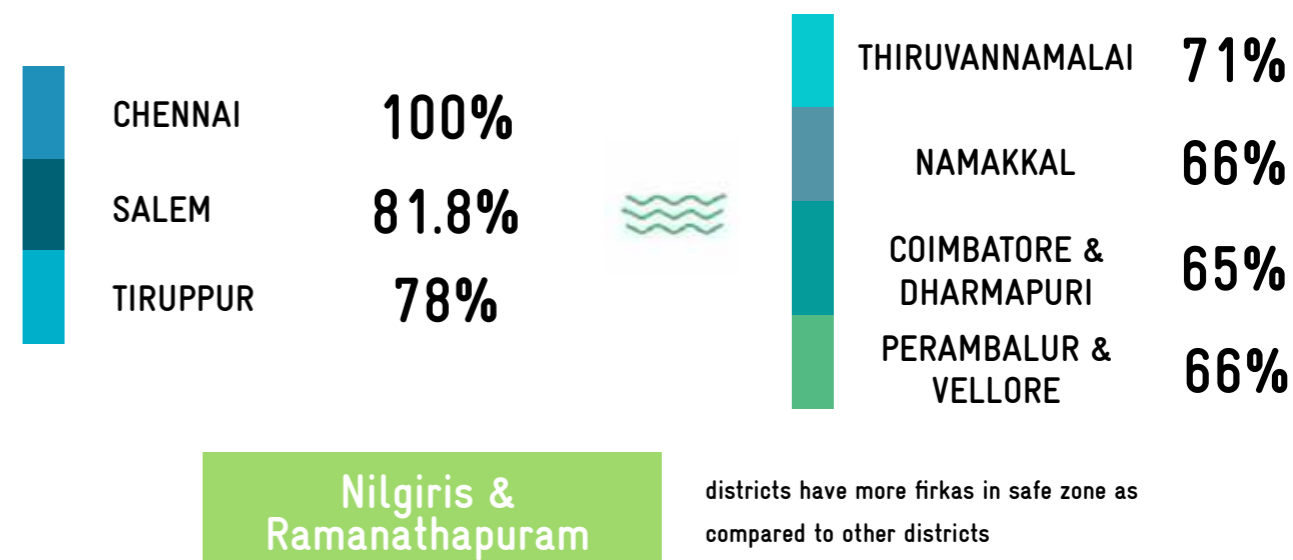 CHENNAI 100%
SALEM 81.8%
TIRUPPUR 78%
THIRUVANNAMALAI 71%
NAMAKKAL 66%
COIMBATORE &
DHARMAPURI 65%
PERAMBALUR &
VELLORE 66%
Nilgiris &
Ramanathapuram
districts have more firkas in safe zone as
compared to other districts